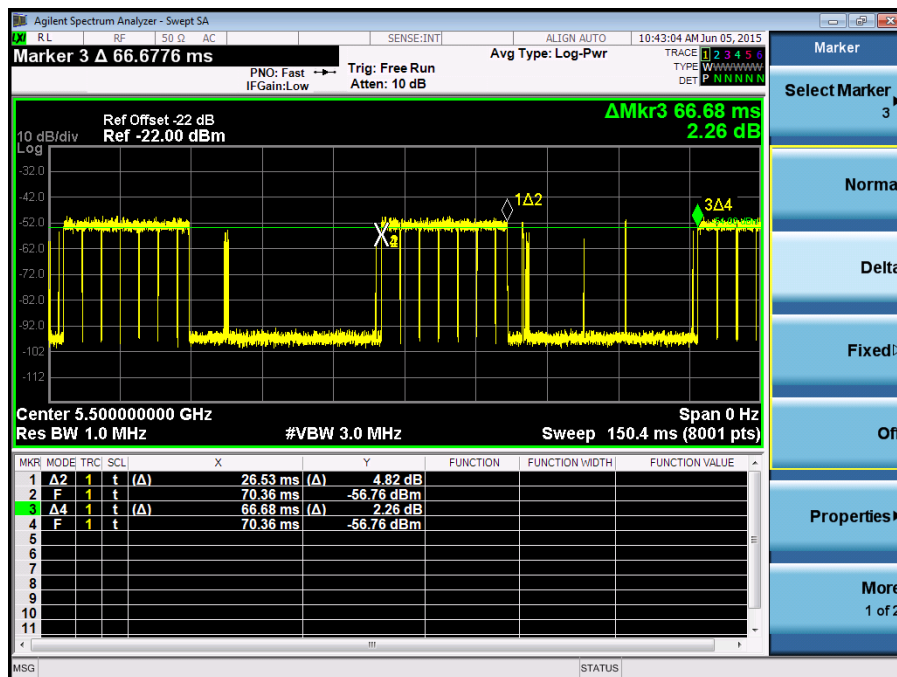 Agilent Spectrum Analyzer - Swept SA
LXI RL RF 50 Ω AC SENSE:INT ALIGN AUTO 10:43:04 AM Jun 05, 2015
Marker 3 Δ 66.6776 ms
PNO: Fast
IFGain:Low
Trig: Free Run
Atten: 10 dB
Avg Type: Log-Pwr
TRACE 1 2 3 4 5 6
TYPE WWWWWW
DET P N N N N N
ΔMkr3 66.68 ms
2.26 dB
Ref Offset -22 dB
10 dB/div Ref -22.00 dBm
Log
-32.0
-42.0
-52.0
-62.0
-72.0
-82.0
-92.0
-102
-112
1Δ2
3Δ4
Center 5.500000000 GHz Span 0 Hz
Res BW 1.0 MHz #VBW 3.0 MHz Sweep 150.4 ms (8001 pts)
MKR MODE TRC SCL X Y FUNCTION FUNCTION WIDTH FUNCTION VALUE
1 Δ2 1 t (Δ) 26.53 ms (Δ) 4.82 dB
2 F 1 t 70.36 ms -56.76 dBm
3 Δ4 1 t (Δ) 66.68 ms (Δ) 2.26 dB
4 F 1 t 70.36 ms -56.76 dBm
5
6
7
8
9
10
11
MSG STATUS
Marker
Select Marker
3
Norma
Delta
Fixed
Off
Properties
More
1 of 2